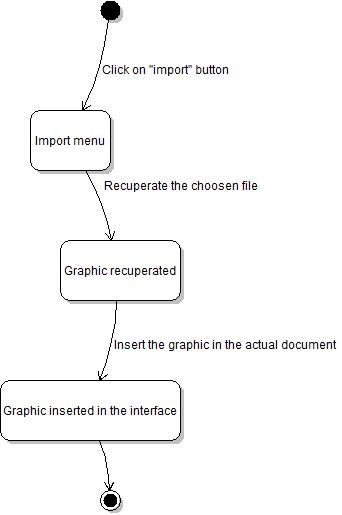 Click on "import" button
Import menu
Recuperate the choosen file
Graphic recuperated
Insert the graphic in the actual document
Graphic inserted in the interface